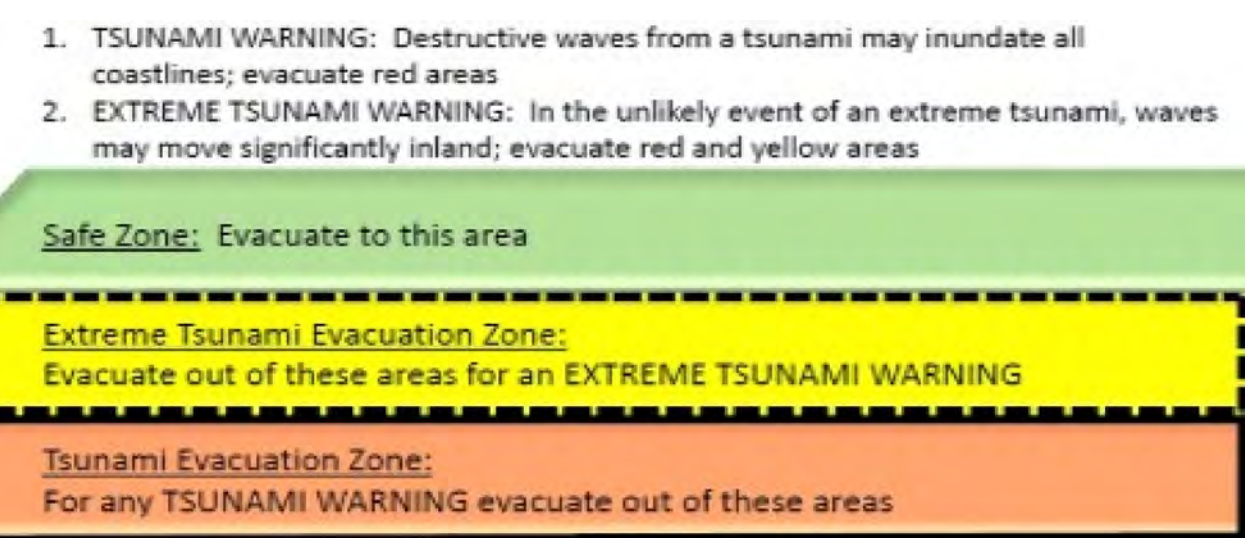 1. TSUNAMI WARNING: Destructive waves from a tsunami may inundate all
coastlines; evacuate red areas
2. EXTREME TSUNAMI WARNING: In the unlikely event of an extreme tsunami, waves
may move significantly inland; evacuate red and yellow areas
Safe Zone: Evacuate to this area
Extreme Tsunami Evacuation Zone:
Evacuate out of these areas for an EXTREME TSUNAMI WARNING
Tsunami Evacuation Zone:
For any TSUNAMI WARNING evacuate out of these areas